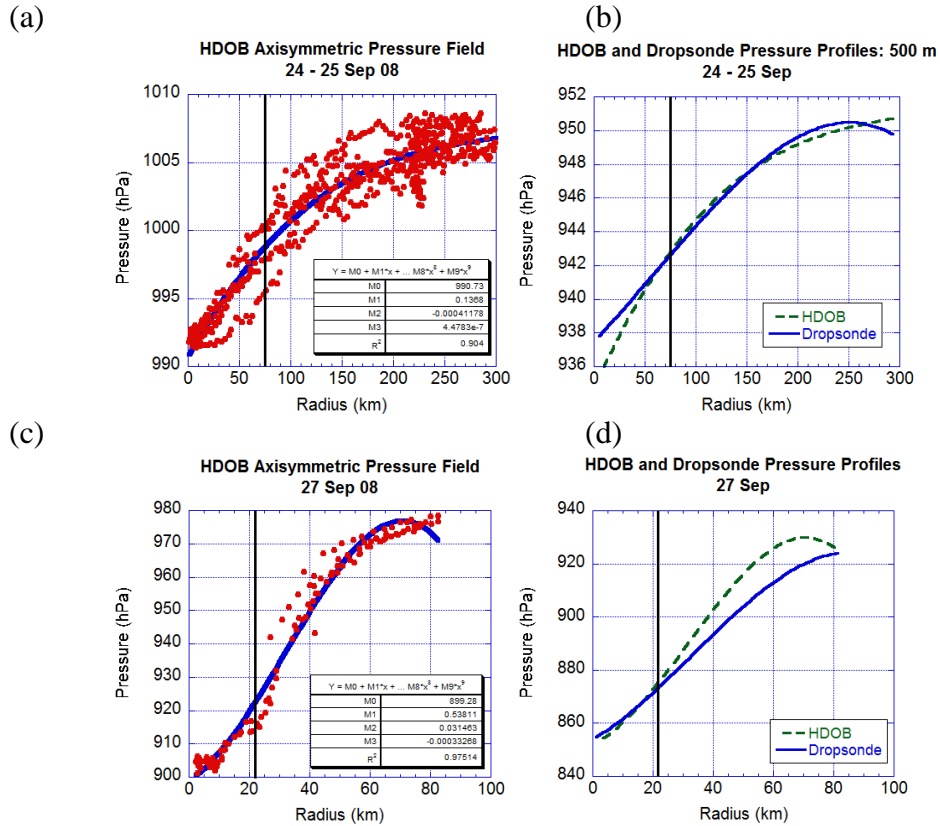 (a)
HDOB Axisymmetric Pressure Field
24 - 25 Sep 08
Pressure (hPa)
1010
1005
1000
995
990
0 50 100 150 200 250 300
Radius (km)
Y = M0 + M1*x + ... M8*x⁸ + M9*x⁹
M0 990.73
M1 0.1368
M2 -0.00041178
M3 4.4783e-7
R² 0.904
(b)
HDOB and Dropsonde Pressure Profiles: 500 m
24 - 25 Sep
Pressure (hPa)
952
950
948
946
944
942
940
938
936
0 50 100 150 200 250 300
Radius (km)
HDOB
Dropsonde
(c)
HDOB Axisymmetric Pressure Field
27 Sep 08
Pressure (hPa)
980
970
960
950
940
930
920
910
900
0 20 40 60 80 100
Radius (km)
Y = M0 + M1*x + ... M8*x⁸ + M9*x⁹
M0 899.28
M1 0.53811
M2 0.031463
M3 -0.00033268
R² 0.97514
(d)
HDOB and Dropsonde Pressure Profiles
27 Sep
Pressure (hPa)
940
920
900
880
860
840
0 20 40 60 80 100
Radius (km)
HDOB
Dropsonde